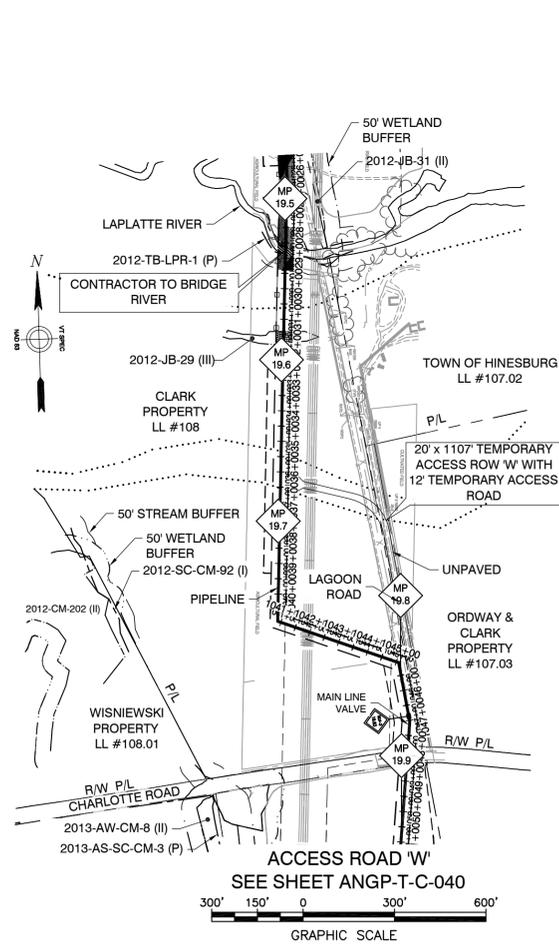 50' WETLAND
BUFFER
2012-JB-31 (II)
MP
19.5
LAPLATTE RIVER
2012-TB-LPR-1 (P)
CONTRACTOR TO BRIDGE
RIVER
N
VT SPEC
NAD 83
2012-JB-29 (III)
MP
19.6
TOWN OF HINESBURG
LL #107.02
CLARK
PROPERTY
LL #108
P/L
20' x 1107' TEMPORARY
ACCESS ROW 'W' WITH
12' TEMPORARY ACCESS
ROAD
MP
19.7
50' STREAM BUFFER
50' WETLAND
BUFFER
2012-SC-CM-92 (I)
UNPAVED
LAGOON
ROAD
MP
19.8
PIPELINE
2012-CM-202 (II)
ORDWAY &
CLARK
PROPERTY
LL #107.03
P/L
MAIN LINE
VALVE
WISNIEWSKI
PROPERTY
LL #108.01
R/W P/L
MP
19.9
R/W P/L
CHARLOTTE ROAD
2013-AW-CM-8 (II)
2013-AS-SC-CM-3 (P)
ACCESS ROAD 'W'
SEE SHEET ANGP-T-C-040
300' 150' 0 300' 600'
GRAPHIC SCALE